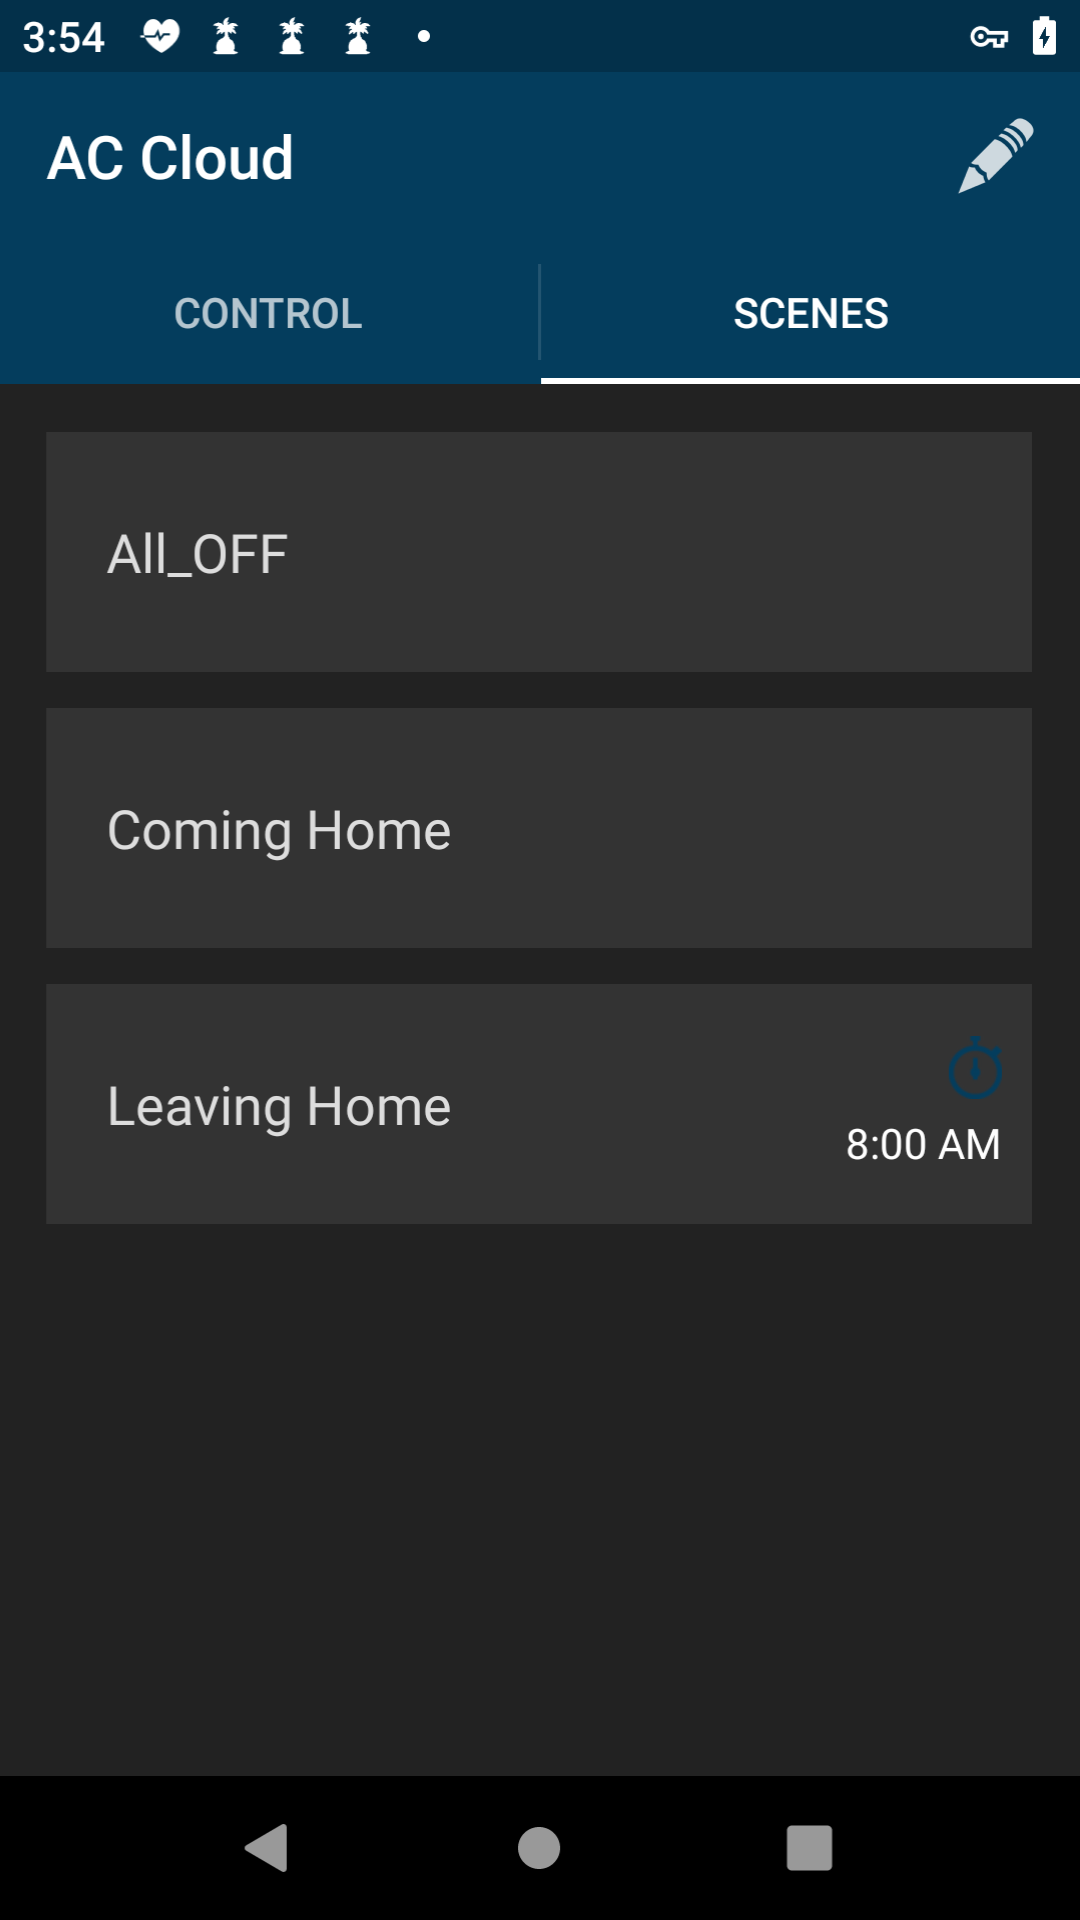 3:54
AC Cloud
CONTROL
SCENES
All_OFF
Coming Home
Leaving Home
8:00 AM